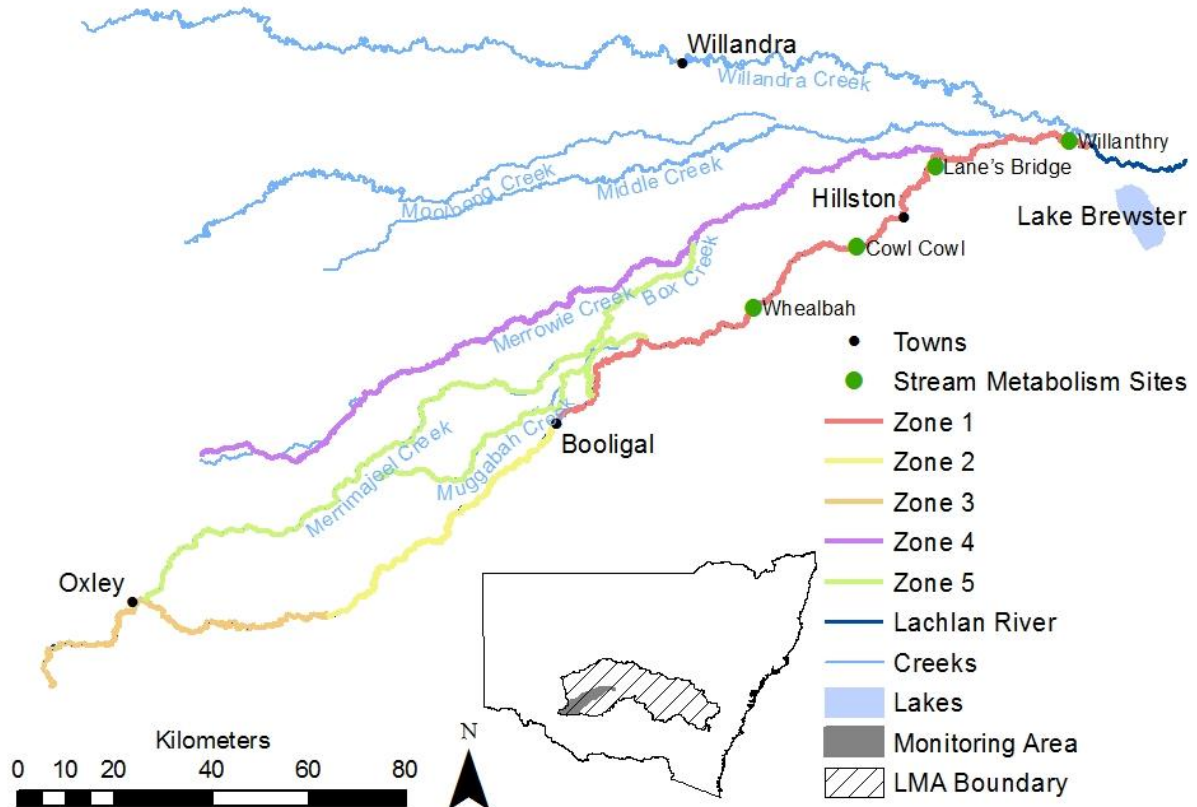 Willandra
Willandra Creek
Willanthry
Lane's Bridge
Moolbong Creek
Middle Creek
Hillston
Lake Brewster
Cowl Cowl
Box Creek
Merrowie Creek
Whealbah
Towns
Stream Metabolism Sites
Zone 1
Muggabah Creek
Booligal
Merrimajeel Creek
Zone 2
Zone 3
Zone 4
Oxley
Zone 5
Lachlan River
Creeks
Lakes
Monitoring Area
LMA Boundary
Kilometers
N
0 10 20 40 60 80